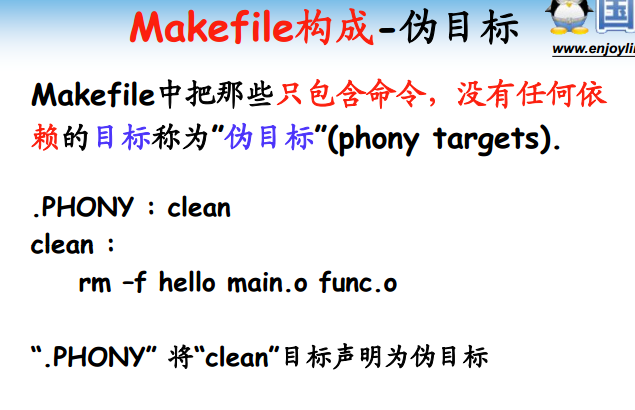 Makefile构成-伪目标
国
www.enjoyli
Makefile中把那些只包含命令，没有任何依
赖的目标称为”伪目标”(phony targets).
.PHONY : clean
clean :
rm –f hello main.o func.o
“.PHONY” 将“clean”目标声明为伪目标